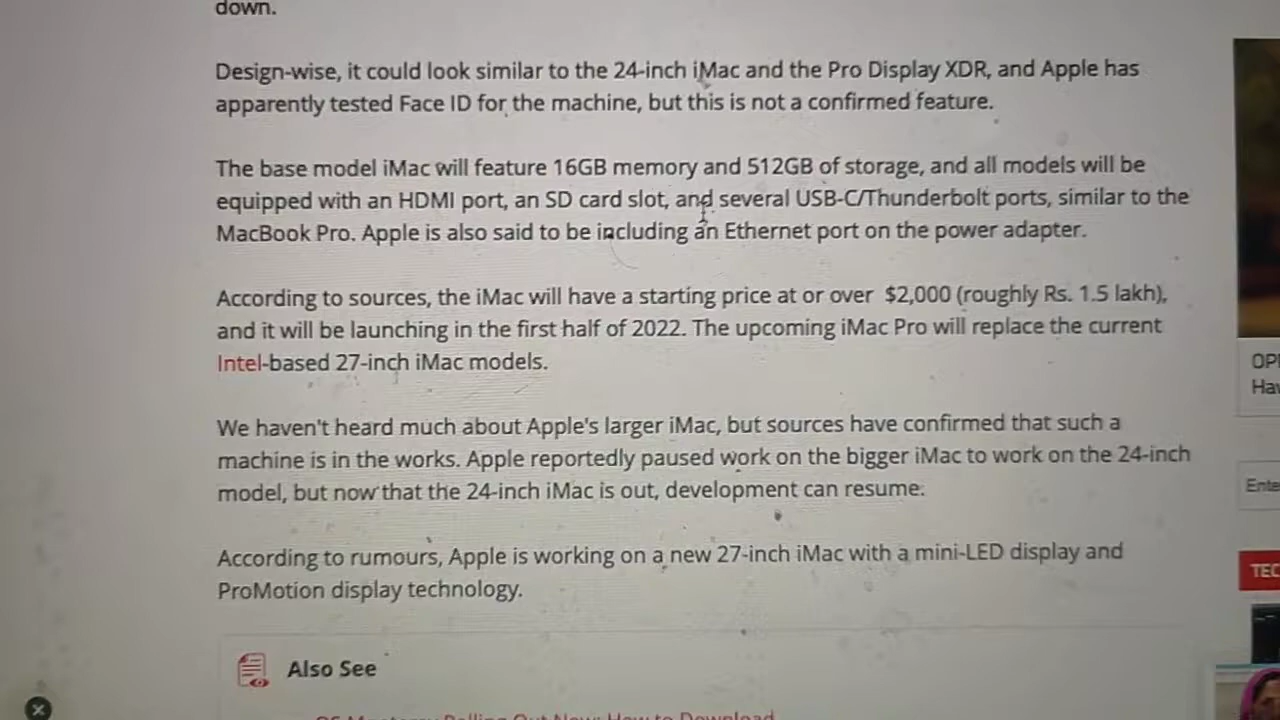 down.
Design-wise, it could look similar to the 24-inch iMac and the Pro Display XDR, and Apple has
apparently tested Face ID for the machine, but this is not a confirmed feature.
The base model iMac will feature 16GB memory and 512GB of storage, and all models will be
equipped with an HDMI port, an SD card slot, and several USB-C/Thunderbolt ports, similar to the
MacBook Pro. Apple is also said to be including an Ethernet port on the power adapter.
According to sources, the iMac will have a starting price at or over $2,000 (roughly Rs. 1.5 lakh),
and it will be launching in the first half of 2022. The upcoming iMac Pro will replace the current
Intel-based 27-inch iMac models.
We haven't heard much about Apple's larger iMac, but sources have confirmed that such a
machine is in the works. Apple reportedly paused work on the bigger iMac to work on the 24-inch
model, but now that the 24-inch iMac is out, development can resume.
According to rumours, Apple is working on a new 27-inch iMac with a mini-LED display and
ProMotion display technology.
Also See
Rolling Out Now: How to Download